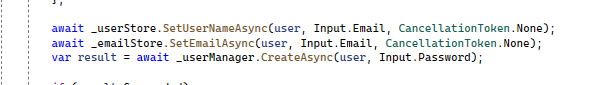 };
await _userStore.SetUserNameAsync(user, Input.Email, CancellationToken.None);
await _emailStore.SetEmailAsync(user, Input.Email, CancellationToken.None);
var result = await _userManager.CreateAsync(user, Input.Password);